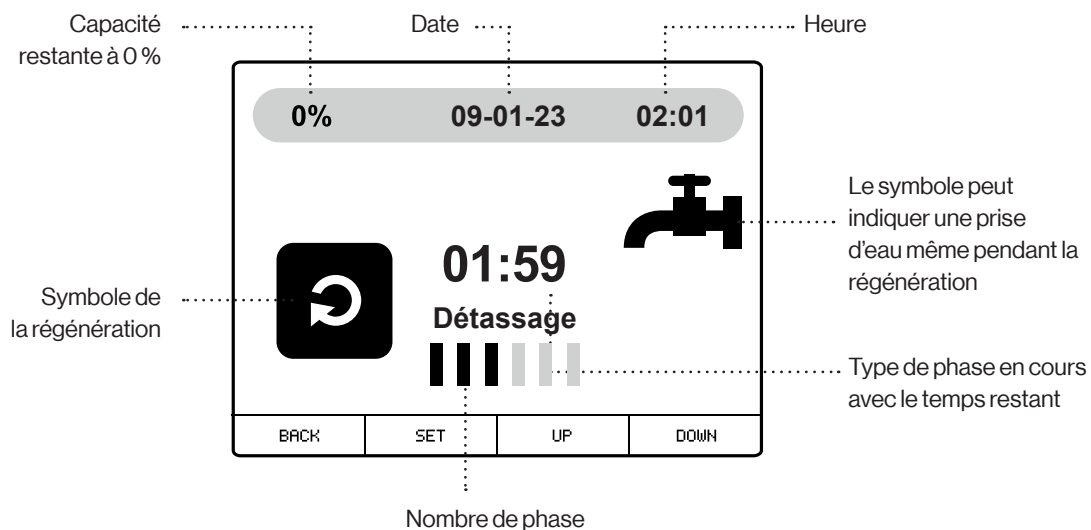 Capacité
restante à 0 %
Date
Heure
0%
09-01-23
02:01
Le symbole peut
indiquer une prise
d'eau même pendant la
régénération
01:59
Symbole de
la régénération
Détassage
Type de phase en cours
avec le temps restant
BACK
SET
UP
DOWN
Nombre de phase